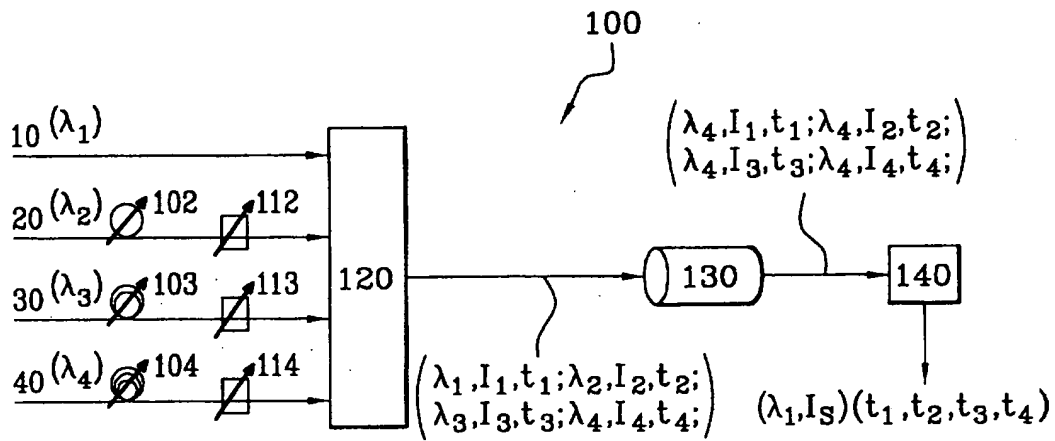 100
10 (λ₁)
20 (λ₂) 102 112
30 (λ₃) 103 113
40 (λ₄) 104 114
120
(λ₁,I₁,t₁;λ₂,I₂,t₂;
λ₃,I₃,t₃;λ₄,I₄,t₄;)
130
(λ₄,I₁,t₁;λ₄,I₂,t₂;
λ₄,I₃,t₃;λ₄,I₄,t₄;)
140
(λ₁,I_S)(t₁,t₂,t₃,t₄)